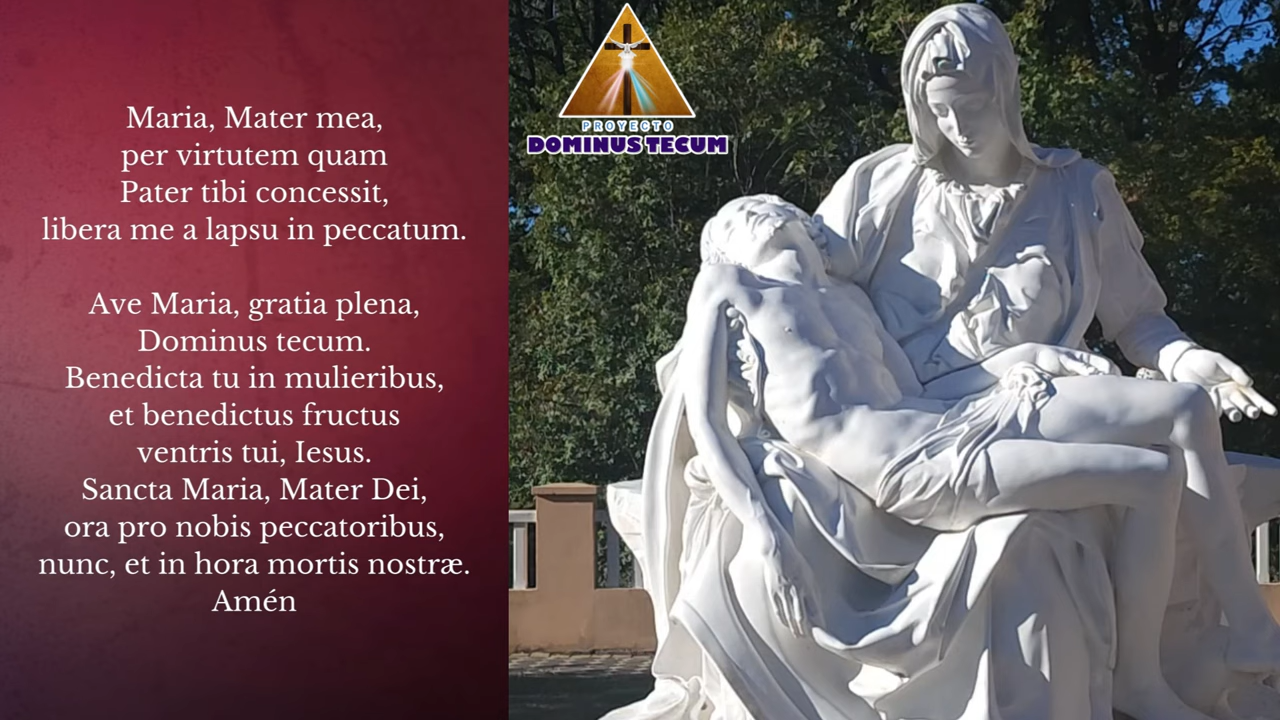 Maria, Mater mea,
per virtutem quam
Pater tibi concessit,
libera me a lapsu in peccatum.
Ave Maria, gratia plena,
Dominus tecum.
Benedicta tu in mulieribus,
et benedictus fructus
ventris tui, Iesus.
Sancta Maria, Mater Dei,
ora pro nobis peccatoribus,
nunc, et in hora mortis nostræ.
Amén
PROYECTO
DOMINUS TECUM